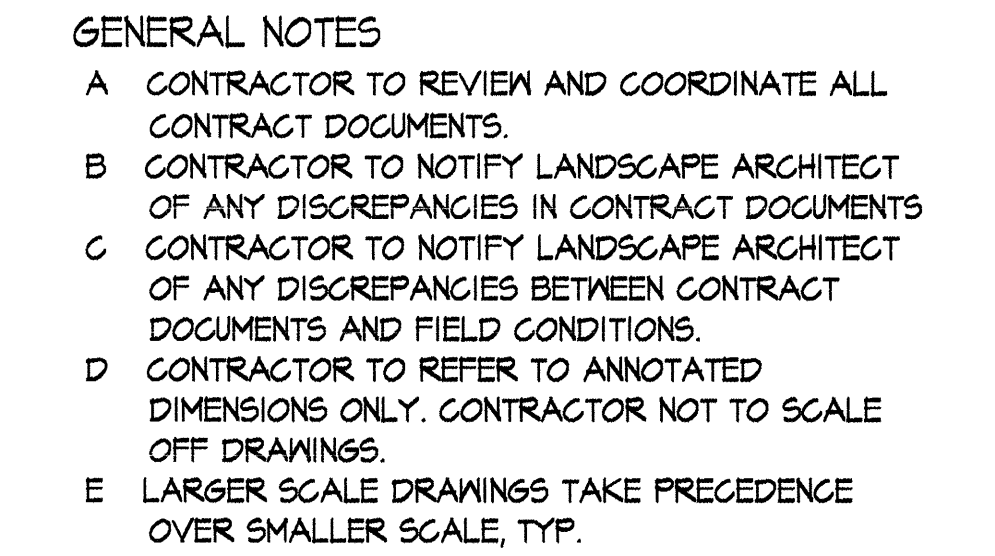 GENERAL NOTES
A CONTRACTOR TO REVIEW AND COORDINATE ALL
CONTRACT DOCUMENTS.
B CONTRACTOR TO NOTIFY LANDSCAPE ARCHITECT
OF ANY DISCREPANCIES IN CONTRACT DOCUMENTS
C CONTRACTOR TO NOTIFY LANDSCAPE ARCHITECT
OF ANY DISCREPANCIES BETWEEN CONTRACT
DOCUMENTS AND FIELD CONDITIONS.
D CONTRACTOR TO REFER TO ANNOTATED
DIMENSIONS ONLY. CONTRACTOR NOT TO SCALE
OFF DRAWINGS.
E LARGER SCALE DRAWINGS TAKE PRECEDENCE
OVER SMALLER SCALE, TYP.